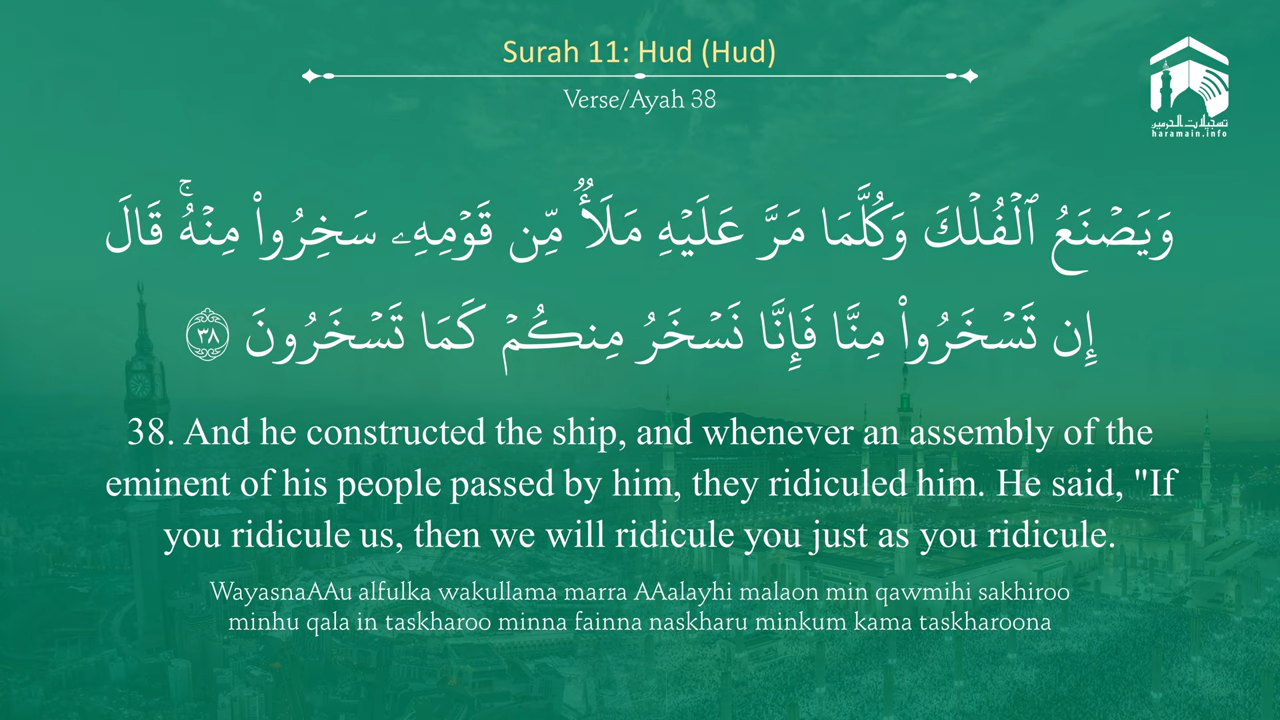 Surah 11: Hud (Hud)
Verse/Ayah 38
تسجيلات الحرمين
haramain.info
وَيَصۡنَعُ ٱلۡفُلۡكَ وَكُلَّمَا مَرَّ عَلَيۡهِ مَلَأٞ مِّن قَوۡمِهِۦ سَخِرُواْ مِنۡهُۚ قَالَ
إِن تَسۡخَرُواْ مِنَّا فَإِنَّا نَسۡخَرُ مِنكُمۡ كَمَا تَسۡخَرُونَ ٣٨
38. And he constructed the ship, and whenever an assembly of the
eminent of his people passed by him, they ridiculed him. He said, "If
you ridicule us, then we will ridicule you just as you ridicule.
WayasnaAAu alfulka wakullama marra AAalayhi malaon min qawmihi sakhiroo
minhu qala in taskharoo minna fainna naskharu minkum kama taskharoona